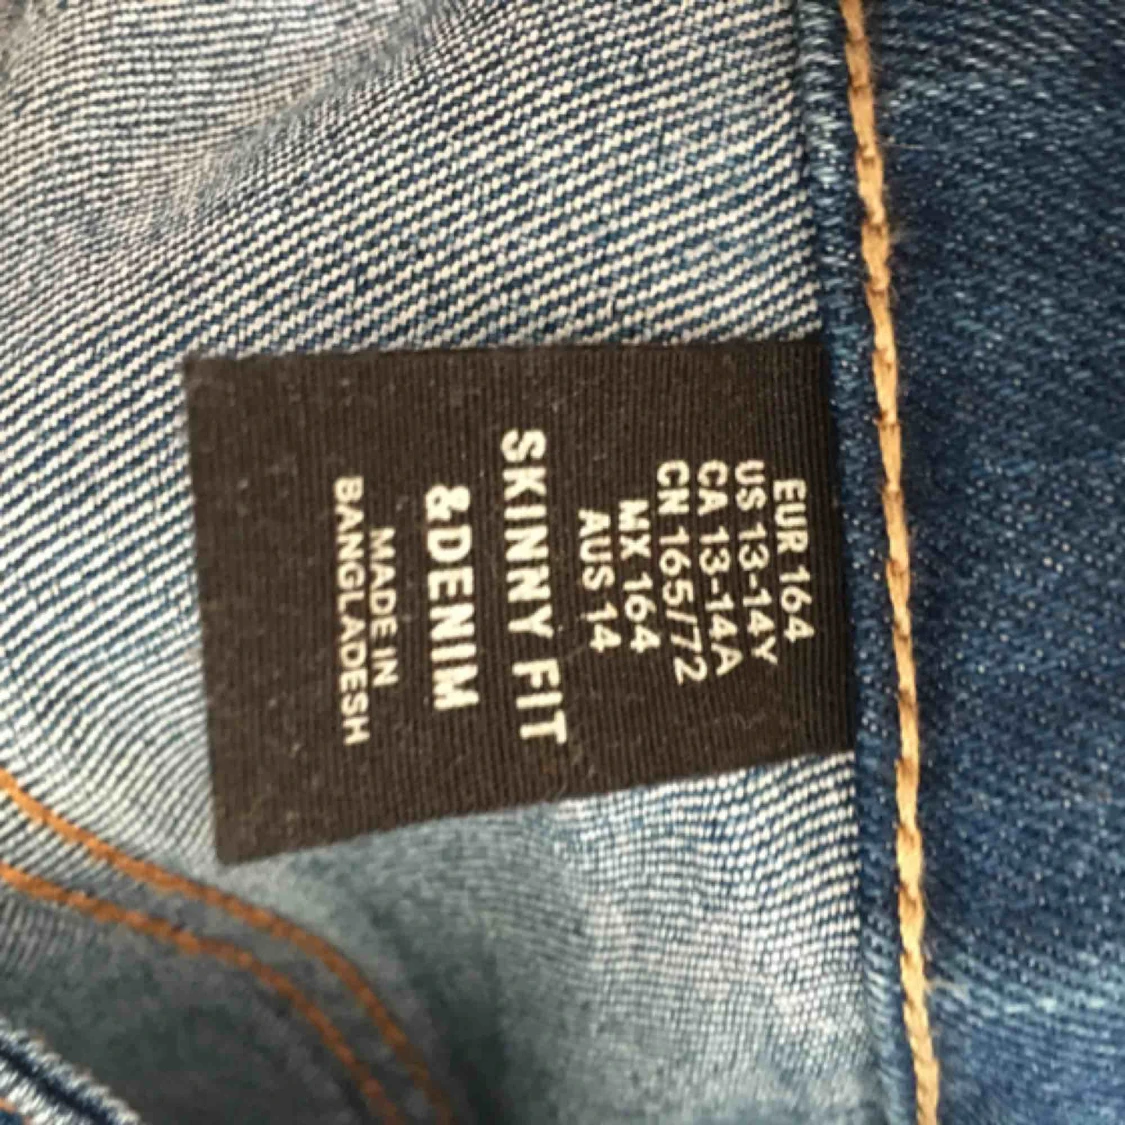 EUR 164
US 13-14Y
CA 13-14A
CN 165/72
MX 164
AUS 14
SKINNY FIT
&DENIM
MADE IN
BANGLADESH